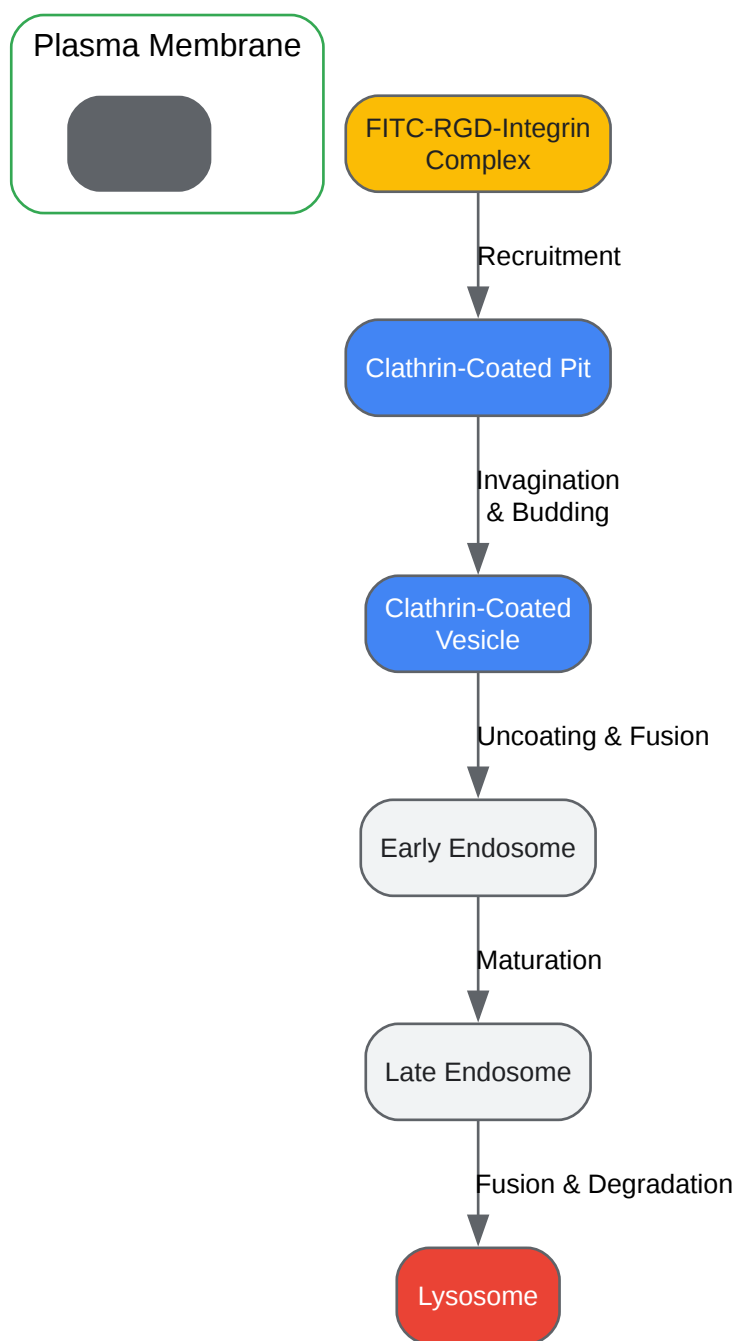 Plasma Membrane
FITC-RGD-Integrin
Complex
Recruitment
Clathrin-Coated Pit
Invagination
& Budding
Clathrin-Coated
Vesicle
Uncoating & Fusion
Early Endosome
Maturation
Late Endosome
Fusion & Degradation
Lysosome